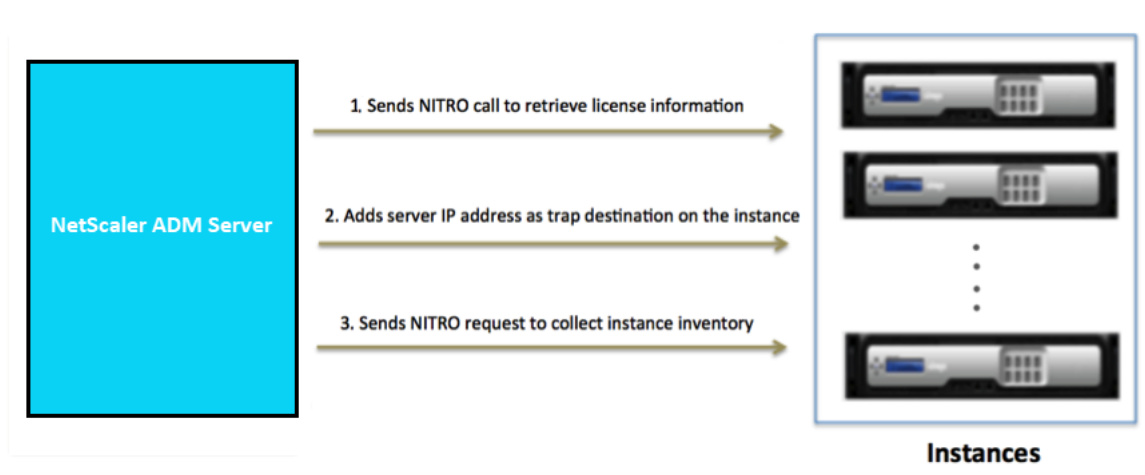 1. Sends NITRO call to retrieve license information
NetScaler ADM Server
2. Adds server IP address as trap destination on the instance
3. Sends NITRO request to collect instance inventory
Instances